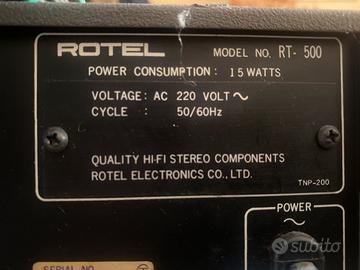 ROTEL MODEL NO. RT-500
POWER CONSUMPTION: 15 WATTS
VOLTAGE: AC 220 VOLT ~
CYCLE : 50/60Hz
QUALITY HI-FI STEREO COMPONENTS
ROTEL ELECTRONICS CO., LTD.
TNP-200
POWER
~
subito
SERIAL NO.